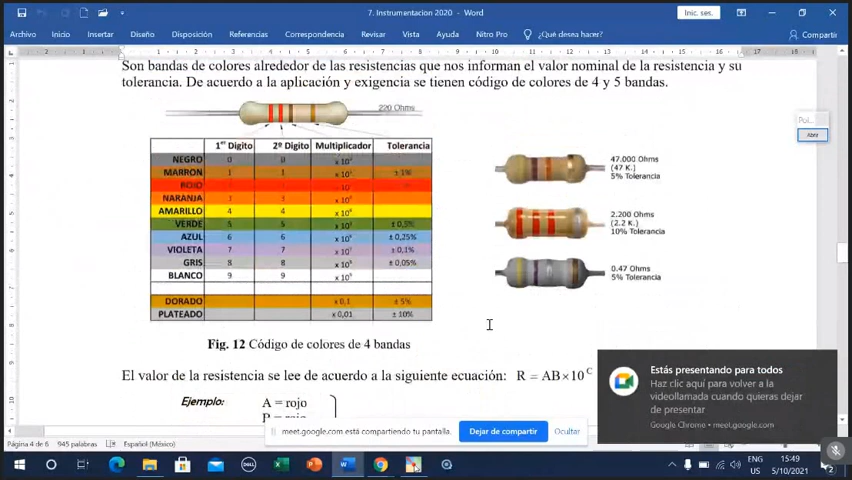 7. Instrumentacion 2020 - Word
Inic. ses.
Archivo Inicio Insertar Diseño Disposición Referencias Correspondencia Revisar Vista Ayuda Nitro Pro ¿Qué desea hacer? Compartir
Son bandas de colores alrededor de las resistencias que nos informan el valor nominal de la resistencia y su
tolerancia. De acuerdo a la aplicación y exigencia se tienen código de colores de 4 y 5 bandas.
220 Ohms
1er Digito 2º Digito Multiplicador Tolerancia
NEGRO 0 0
MARRON 1 1 ± 1%
ROJO
NARANJA 3 3
AMARILLO 4 4
VERDE 5 5 ± 0,5%
AZUL 6 6 ± 0,25%
VIOLETA 7 7 ± 0,1%
GRIS 8 8 ± 0,05%
BLANCO 9 9
DORADO x 0,1 ± 5%
PLATEADO x 0,01 ± 10%
47.000 Ohms
(47 K.)
5% Tolerancia
2.200 Ohms
(2.2 K.)
10% Tolerancia
0.47 Ohms
5% Tolerancia
Abrir
Fig. 12 Código de colores de 4 bandas
El valor de la resistencia se lee de acuerdo a la siguiente ecuación: R = AB×10^C
Ejemplo: A = rojo
B = rojo
Estás presentando para todos
Haz clic aquí para volver a la
videollamada cuando quieras dejar
de presentar
Google Chrome • meet.google.com
meet.google.com está compartiendo tu pantalla. Dejar de compartir Ocultar
Página 4 de 6 945 palabras Español (México)
ENG
US
15:49
5/10/2021